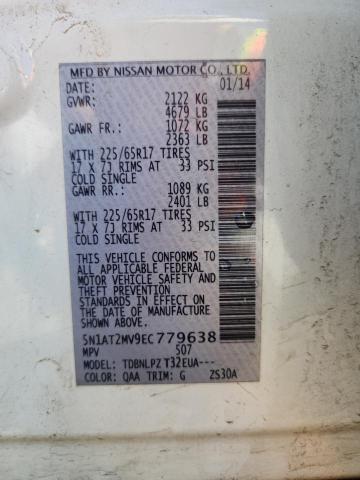 MFD BY NISSAN MOTOR CO., LTD.
DATE: 01/14
GVWR: 2122 KG
4679 LB
GAWR FR: 1072 KG
2363 LB
WITH 225/65R17 TIRES
17 X 7J RIMS AT 33 PSI
COLD SINGLE
GAWR RR: 1089 KG
2401 LB
WITH 225/65R17 TIRES
17 X 7J RIMS AT 33 PSI
COLD SINGLE
THIS VEHICLE CONFORMS TO
ALL APPLICABLE FEDERAL
MOTOR VEHICLE SAFETY
STANDARDS IN EFFECT ON
THE DATE OF MANUFACTURE
SHOWN ABOVE.
5N1AT2MV9EC779638
MPV 507
MODEL: TDBNLPZ T32EUA---
COLOR: QAA TRIM: G ZS30A